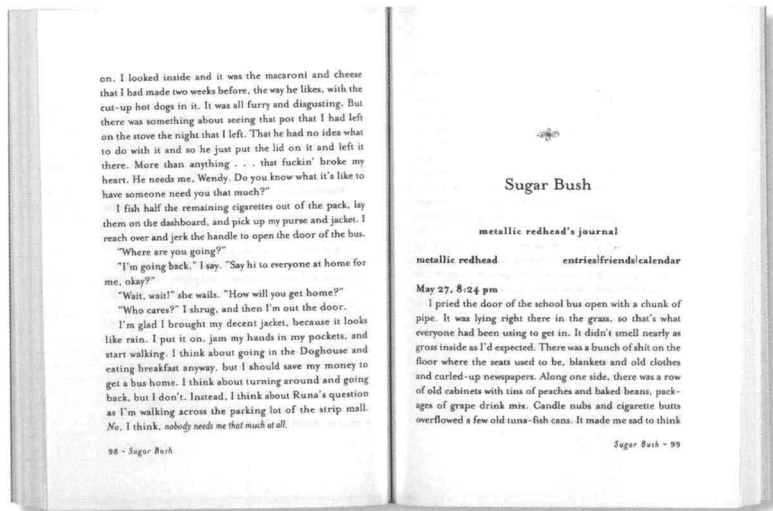 on. I looked inside and it was the macaroni and cheese
that I had made two weeks before, the way he likes, with the
cut-up hot dogs in it. It was all furry and disgusting. But
there was something about seeing that pot that I had left
on the stove the night that I left. That he had no idea what
to do with it and so he just put the lid on it and left it
there. More than anything . . . that fuckin' broke my
heart. He needs me, Wendy. Do you know what it's like to
have someone need you that much?"
I fish half the remaining cigarettes out of the pack, lay
them on the dashboard, and pick up my purse and jacket. I
reach over and jerk the handle to open the door of the bus.
"Where are you going?"
"I'm going back," I say. "Say hi to everyone at home for
me, okay?"
"Wait, wait!" she wails. "How will you get home?"
"Who cares?" I shrug, and then I'm out the door.
I'm glad I brought my decent jacket, because it looks
like rain. I put it on, jam my hands in my pockets, and
start walking. I think about going in the Doghouse and
eating breakfast anyway, but I should save my money to
get a bus home. I think about turning around and going
back, but I don't. Instead, I think about Runa's question
as I'm walking across the parking lot of the strip mall.
No, I think, nobody needs me that much at all.
98 ~ Sugar Bush
Sugar Bush
metallic redhead's journal
metallic redhead entries|friends|calendar
May 27, 8:24 pm
I pried the door of the school bus open with a chunk of
pipe. It was lying right there in the grass, so that's what
everyone had been using to get in. It didn't smell nearly as
gross inside as I'd expected. There was a bunch of shit on the
floor where the seats used to be, blankets and old clothes
and curled-up newspapers. Along one side, there was a row
of old cabinets with tins of peaches and baked beans, pack-
ages of grape drink mix. Candle nubs and cigarette butts
overflowed a few old tuna-fish cans. It made me sad to think
Sugar Bush ~ 99